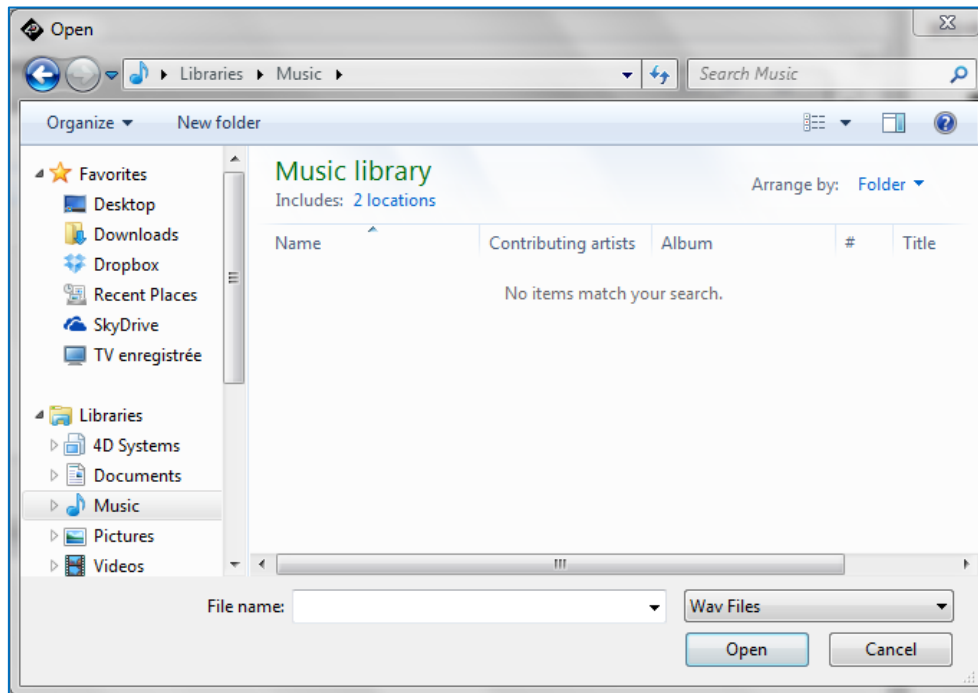 Open
Libraries Music Search Music
Organize New folder
Favorites
Desktop
Downloads
Dropbox
Recent Places
SkyDrive
TV enregistrée
Libraries
4D Systems
Documents
Music
Pictures
Videos
Music library
Includes: 2 locations
Arrange by: Folder
Name Contributing artists Album # Title
No items match your search.
File name: Wav Files
Open Cancel